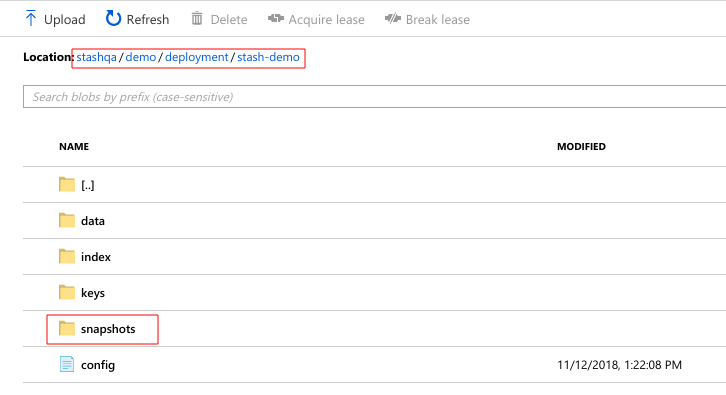 Upload Refresh Delete Acquire lease Break lease
Location: stashqa / demo / deployment / stash-demo
Search blobs by prefix (case-sensitive)
NAME MODIFIED
[..]
data
index
keys
snapshots
config 11/12/2018, 1:22:08 PM